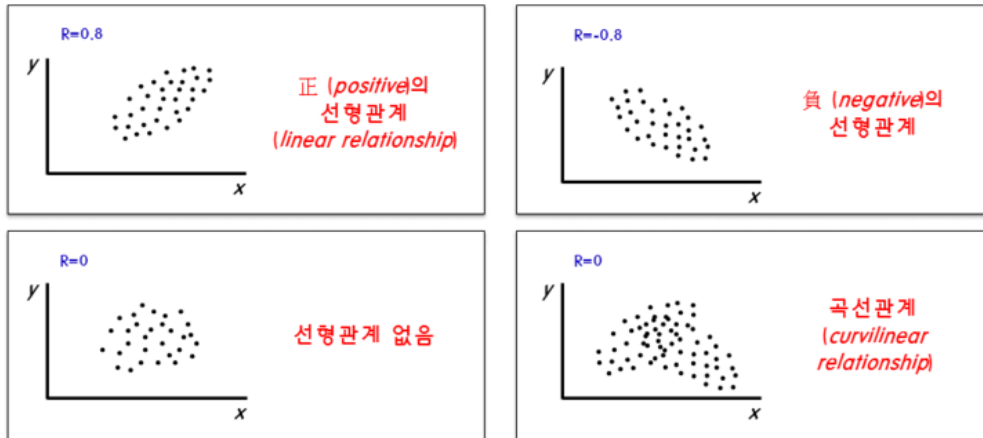 R=0.8
y
正 (positive)의
선형관계
(linear relationship)
x
R=-0.8
y
負 (negative)의
선형관계
x
R=0
y
선형관계 없음
x
R=0
y
곡선관계
(curvilinear
relationship)
x